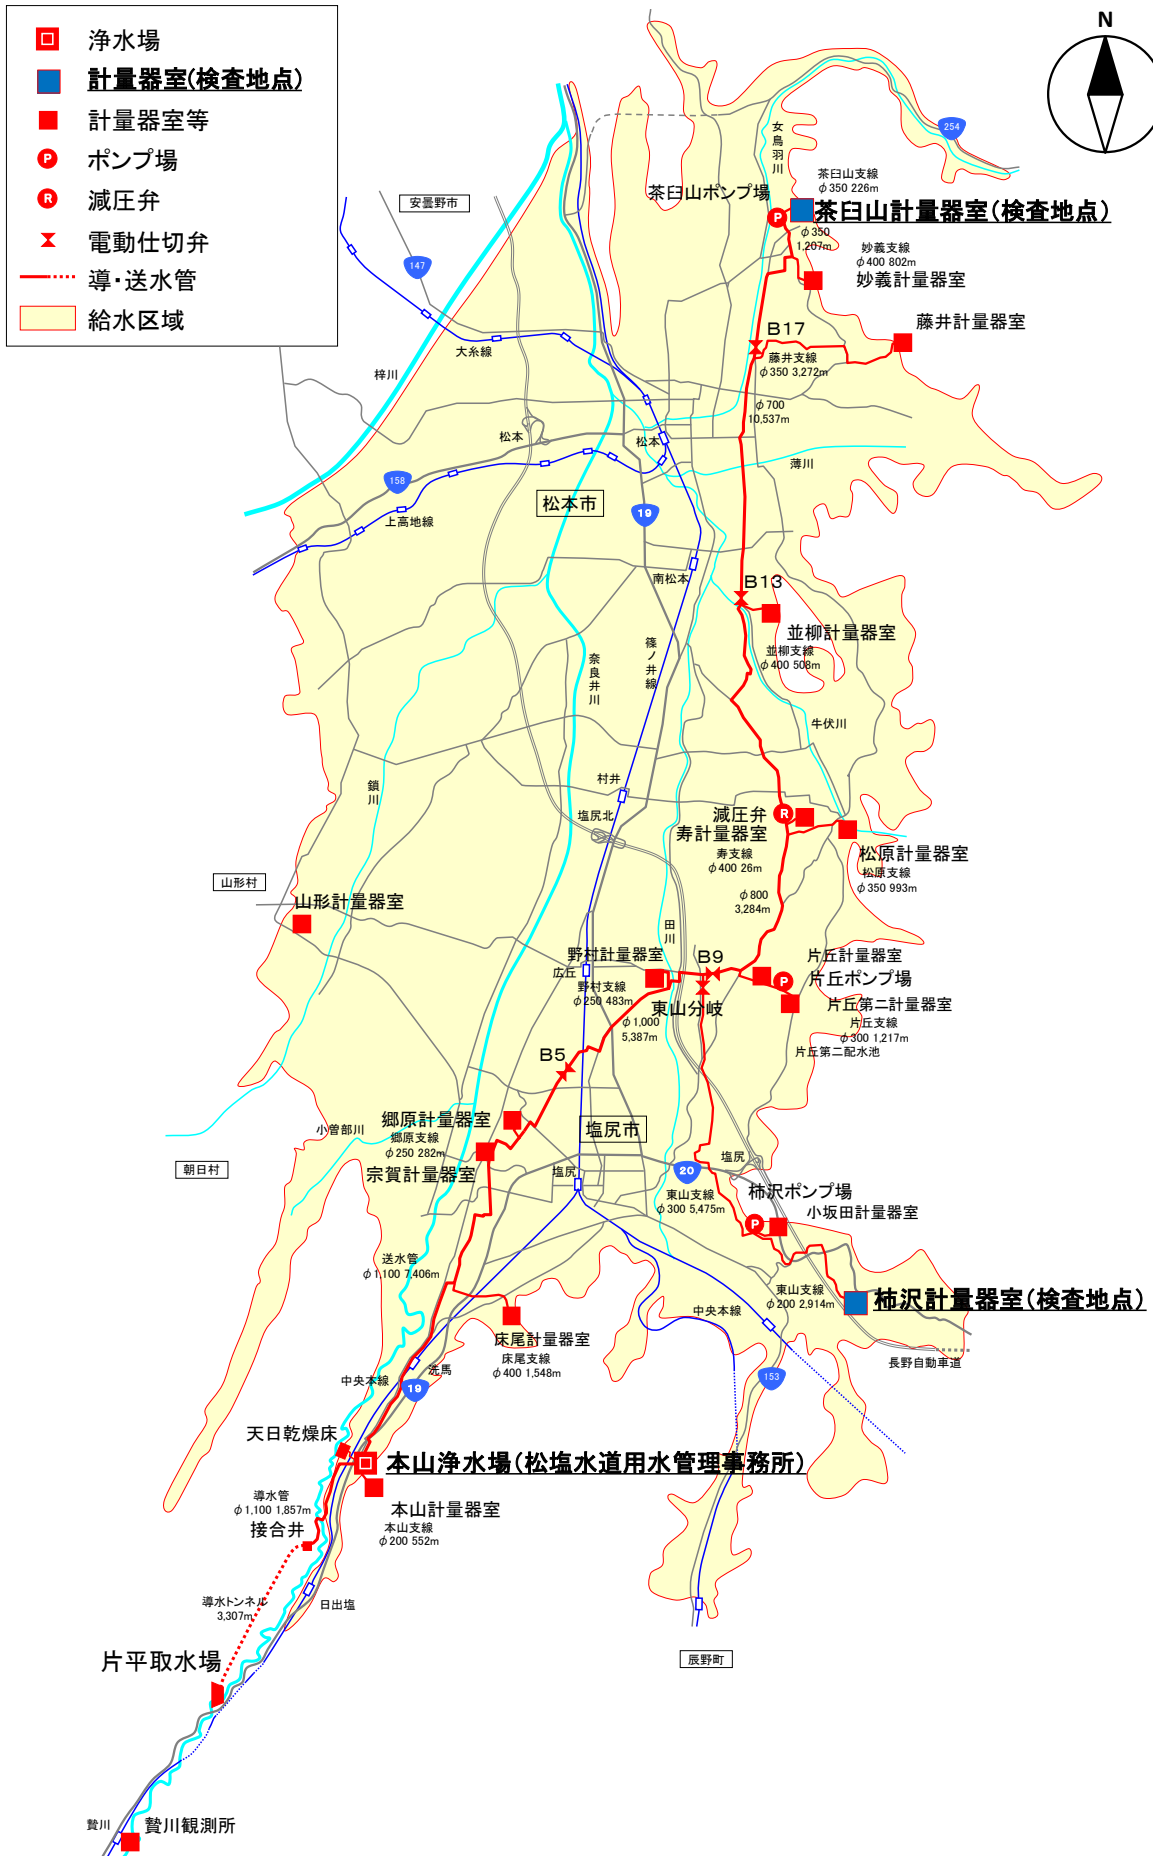 浄水場
計量器室(検査地点)
計量器室等
P
ポンプ場
R
減圧弁
電動仕切弁
導・送水管
給水区域
N
254
女鳥羽川
茶臼山支線
φ350 226m
茶臼山ポンプ場
P
茶臼山計量器室(検査地点)
φ350
1,207m
妙義支線
φ400 802m
妙義計量器室
安曇野市
147
藤井計量器室
B17
藤井支線
φ350 3,272m
大糸線
梓川
φ700
10,537m
松本
松本
薄川
158
松本市
19
上高地線
南松本
B13
並柳計量器室
並柳支線
φ400 508m
篠ノ井線
奈良井川
牛伏川
鎖川
村井
塩尻北
減圧弁
R
寿計量器室
寿支線
φ400 26m
松原計量器室
松原支線
φ350 993m
山形村
山形計量器室
φ800
3,284m
田川
野村計量器室
広丘
野村支線
φ250 483m
B9
東山分岐
片丘計量器室
P
片丘ポンプ場
片丘第二計量器室
片丘支線
φ300 1,217m
片丘第二配水池
φ1,000
5,387m
B5
郷原計量器室
郷原支線
φ250 282m
宗賀計量器室
塩尻市
小曽部川
朝日村
塩尻
塩尻
20
東山支線
φ300 5,475m
柿沢ポンプ場
P
小坂田計量器室
送水管
φ1,100 7,406m
東山支線
φ200 2,914m
柿沢計量器室(検査地点)
中央本線
床尾計量器室
床尾支線
φ400 1,548m
長野自動車道
洗馬
中央本線
19
153
天日乾燥床
本山浄水場(松塩水道用水管理事務所)
導水管
φ1,100 1,857m
本山計量器室
本山支線
φ200 552m
接合井
導水トンネル
3,307m
日出塩
片平取水場
辰野町
贄川
贄川観測所